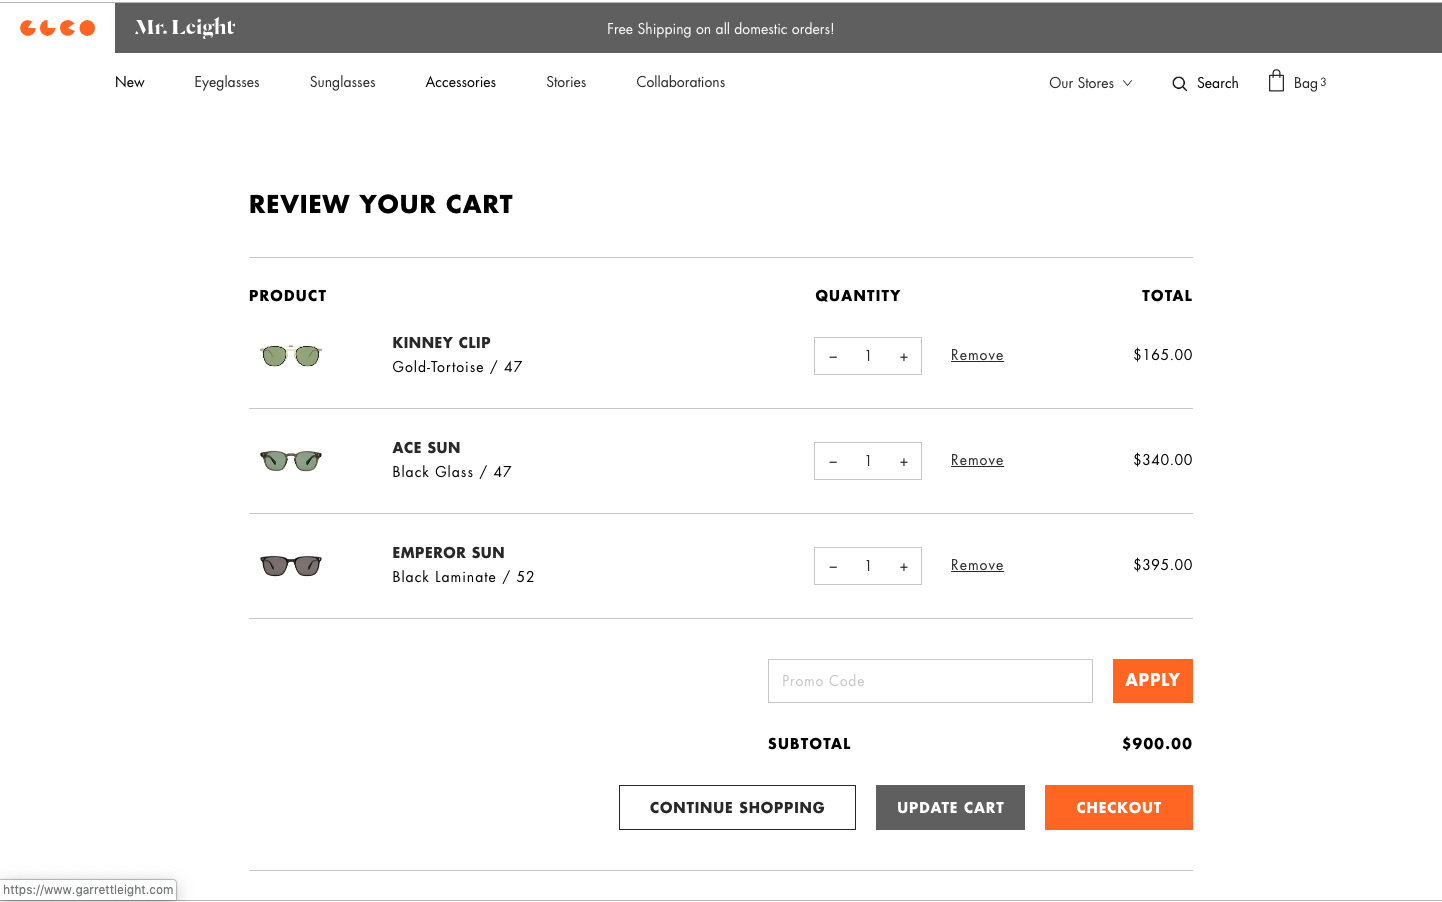 GLCO
Mr. Leight
Free Shipping on all domestic orders!
New Eyeglasses Sunglasses Accessories Stories Collaborations Our Stores Search Bag 3
REVIEW YOUR CART
PRODUCT QUANTITY TOTAL
KINNEY CLIP
Gold-Tortoise / 47
– 1 + Remove $165.00
ACE SUN
Black Glass / 47
– 1 + Remove $340.00
EMPEROR SUN
Black Laminate / 52
– 1 + Remove $395.00
Promo Code APPLY
SUBTOTAL $900.00
CONTINUE SHOPPING UPDATE CART CHECKOUT
https://www.garrettleight.com